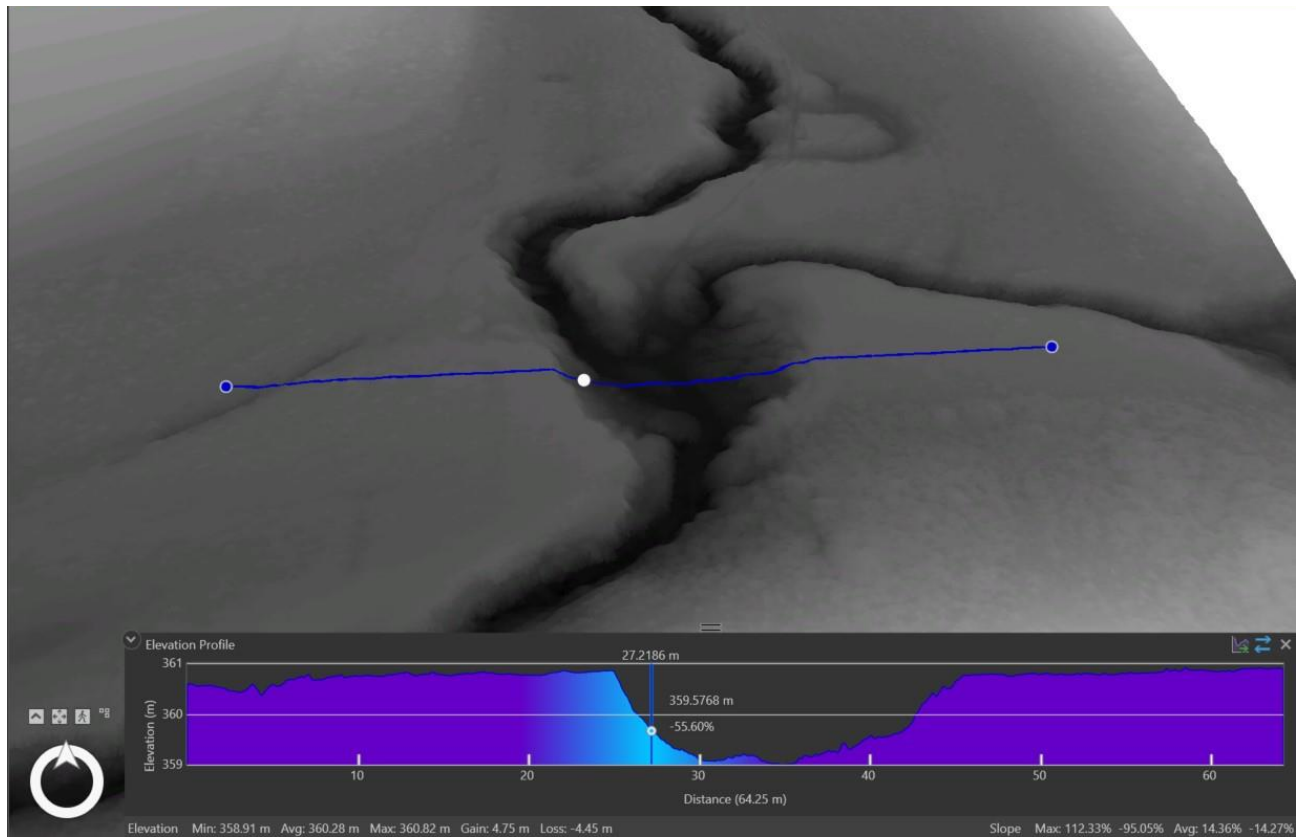 Elevation Profile
27.2186 m
361
360
359
Elevation (m)
359.5768 m
-55.60%
10
20
30
40
50
60
Distance (64.25 m)
Elevation Min: 358.91 m Avg: 360.28 m Max: 360.82 m Gain: 4.75 m Loss: -4.45 m
Slope Max: 112.33% -95.05% Avg: 14.36% -14.27%